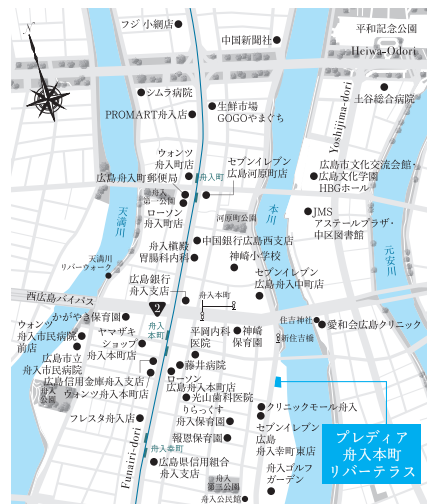 N
フジ 小網店
中国新聞社
平和記念公園
Heiwa-Odori
シムラ病院
PROMART舟入店
生鮮市場
GOGOやまぐち
土谷総合病院
Yoshijima-dori
ウォンツ
舟入町店
広島舟入町郵便局
舟入町
セブンイレブン
広島河原町店
広島市文化交流会館・
広島文化学園
HBGホール
舟入
第一公園
ローソン
舟入町店
河原町公園
本川
JMS
アステールプラザ・
中区図書館
天満川
元安川
舟入槇殿
胃腸科内科
中国銀行広島西支店
神崎小学校
天満川
リバーウォーク
広島銀行
舟入支店
セブンイレブン
広島舟入中町店
西広島バイパス
2
舟入本町
かがやき保育園
住吉神社
愛和会広島クリニック
ウォンツ
舟入市民病院
前店
ヤマザキ
ショップ
舟入本町店
舟入
本町
平岡内科
医院
神崎
保育園
新住吉橋
広島市立
舟入市民病院
広島信用金庫舟入支店
ウォンツ舟入本町店
藤井病院
ローソン
広島舟入本町店
舟入
公園
光山歯科医院
りらっくす
舟入保育園
クリニックモール舟入
フレスタ舟入店
Funairi-dori
報恩保育園
セブンイレブン
広島
舟入幸町東店
プレディア
舟入本町
リバーテラス
舟入幸町
広島県信用組合
舟入支店
舟入
第三公園
舟入ゴルフ
ガーデン
舟入公民館